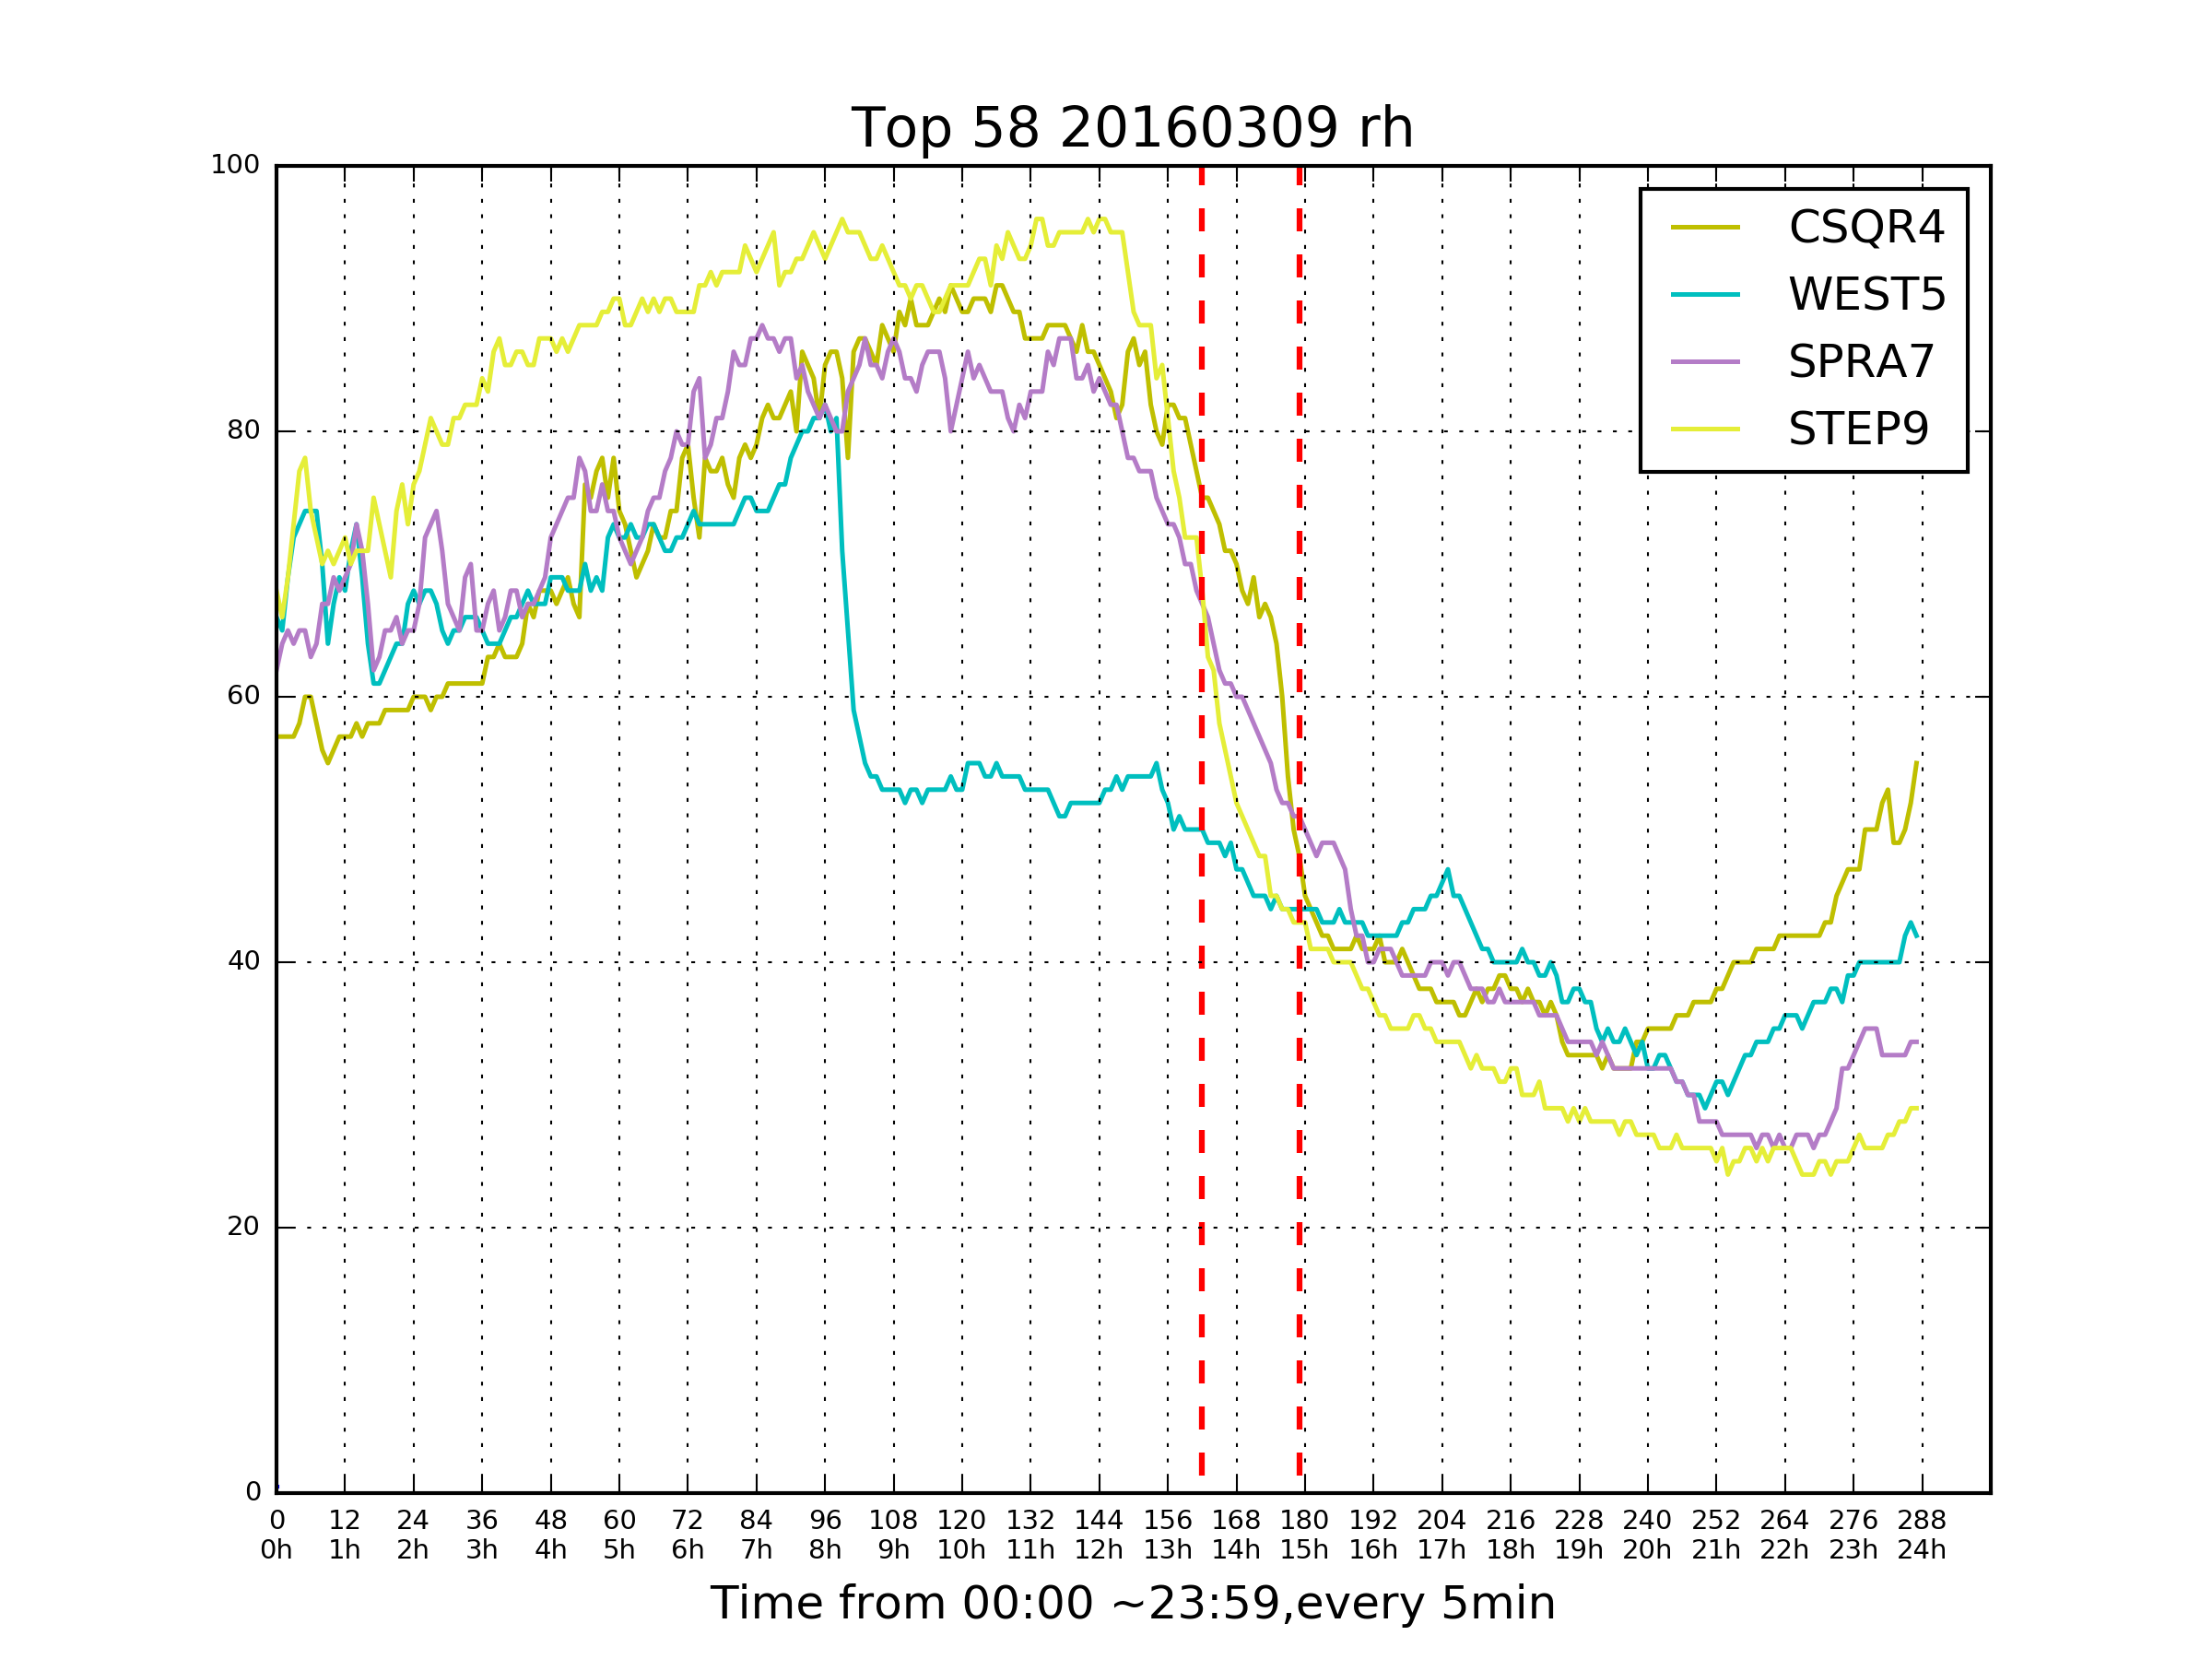 Top 58 20160309 rh
100
80
60
40
20
0
CSQR4
WEST5
SPRA7
STEP9
0 12 24 36 48 60 72 84 96 108 120 132 144 156 168 180 192 204 216 228 240 252 264 276 288
0h 1h 2h 3h 4h 5h 6h 7h 8h 9h 10h 11h 12h 13h 14h 15h 16h 17h 18h 19h 20h 21h 22h 23h 24h
Time from 00:00 ~23:59,every 5min